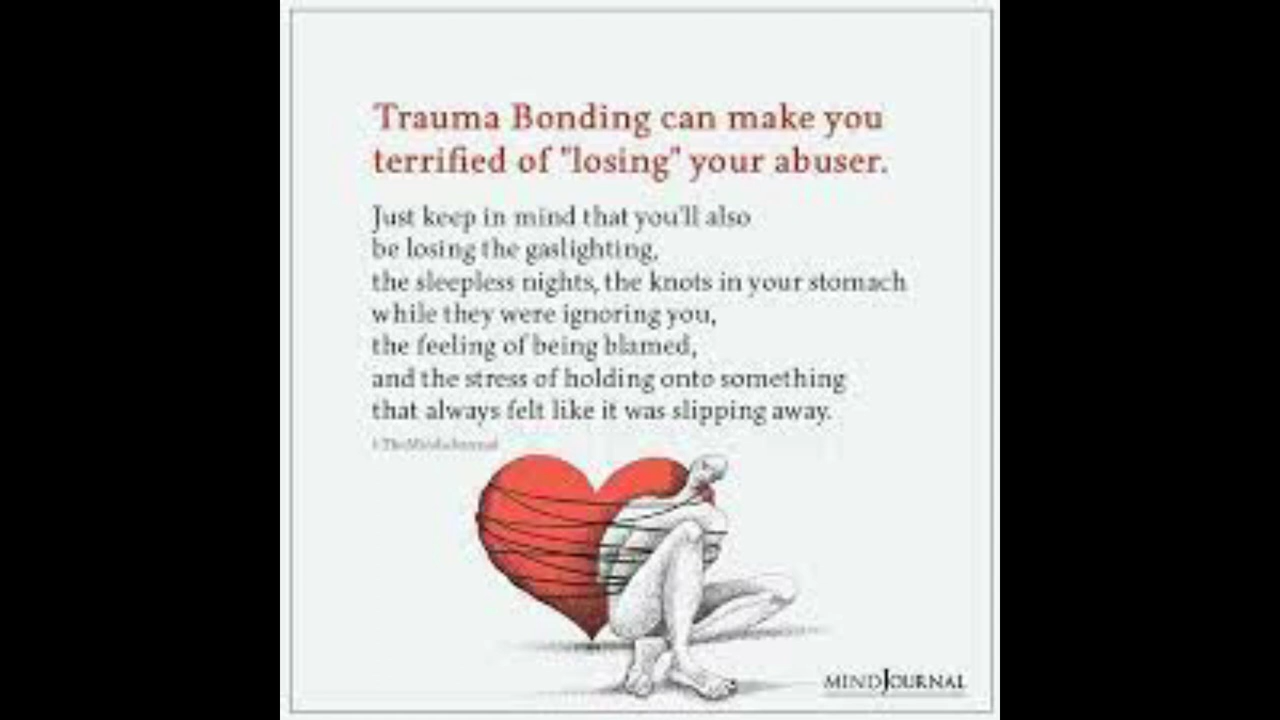 Trauma Bonding can make you
terrified of "losing" your abuser.
Just keep in mind that you'll also
be losing the gaslighting,
the sleepless nights, the knots in your stomach
while they were ignoring you,
the feeling of being blamed,
and the stress of holding onto something
that always felt like it was slipping away.
MINDJOURNAL